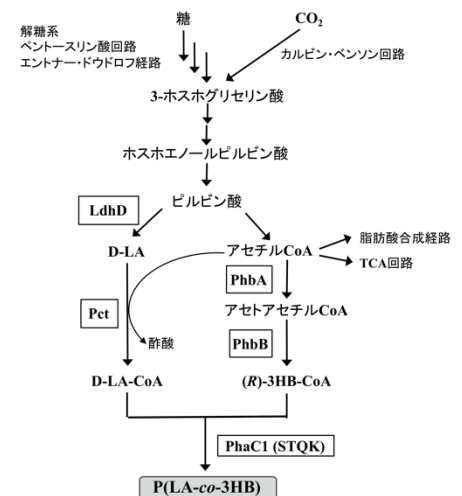 糖
CO2
解糖系
ペントースリン酸回路
エントナー・ドウドロフ経路
カルビン・ベンソン回路
3-ホスホグリセリン酸
ホスホエノールピルビン酸
ピルビン酸
LdhD
D-LA
アセチルCoA
脂肪酸合成経路
TCA回路
PhbA
Pct
アセトアセチルCoA
酢酸
PhbB
D-LA-CoA
(R)-3HB-CoA
PhaC1 (STQK)
P(LA-co-3HB)